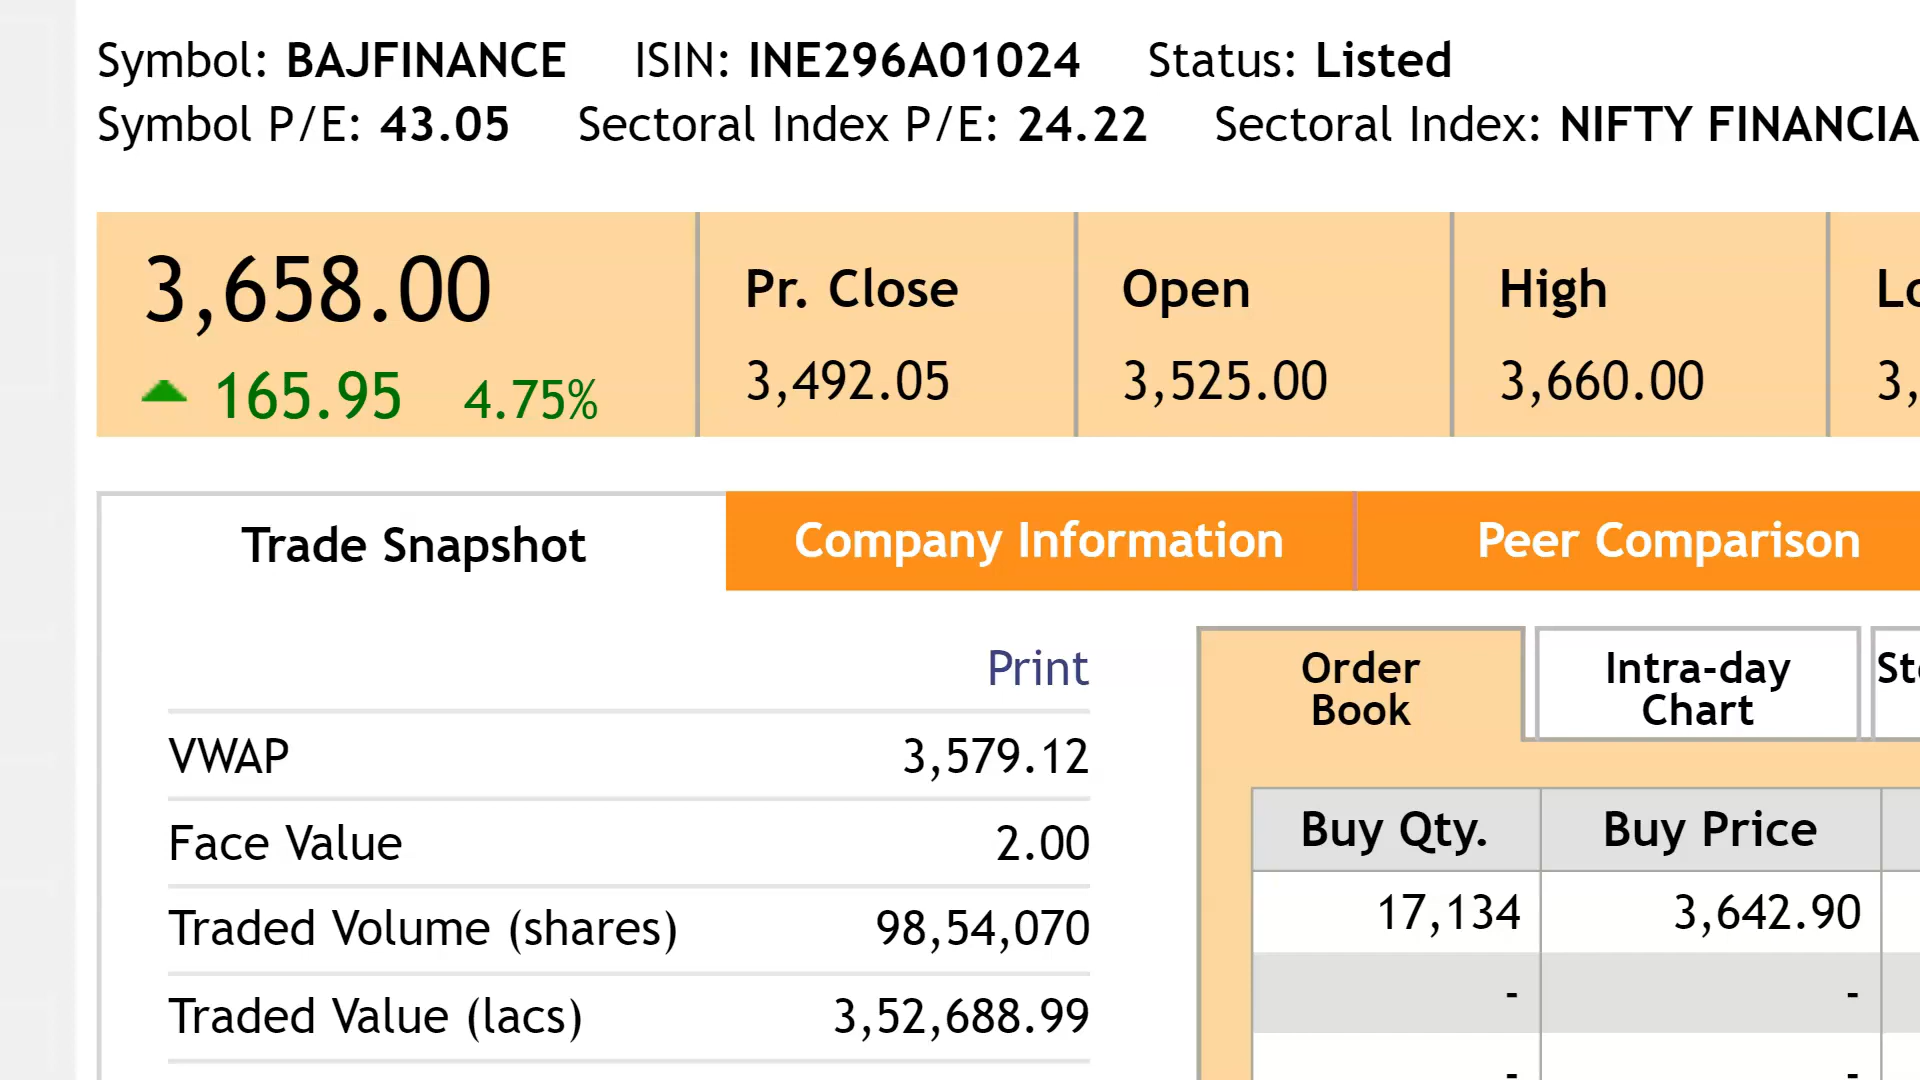 Symbol: BAJFINANCE ISIN: INE296A01024 Status: Listed
Symbol P/E: 43.05 Sectoral Index P/E: 24.22 Sectoral Index: NIFTY FINANCIA
3,658.00 Pr. Close Open High
165.95 4.75% 3,492.05 3,525.00 3,660.00
Trade Snapshot Company Information Peer Comparison
Print
Order Book Intra-day Chart
VWAP 3,579.12
Face Value 2.00
Buy Qty. Buy Price
Traded Volume (shares) 98,54,070
17,134 3,642.90
- -
Traded Value (lacs) 3,52,688.99
- -